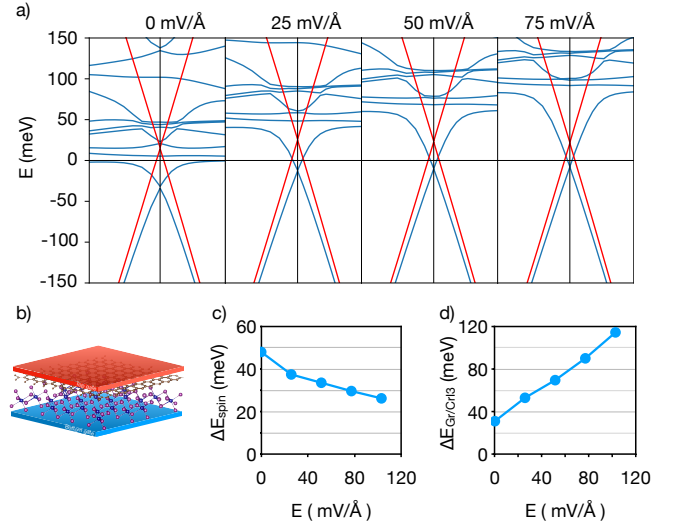 a)
0 mV/Å 25 mV/Å 50 mV/Å 75 mV/Å
E (meV)
150
100
50
0
-50
-100
-150
b)
c)
ΔEspin (meV)
60
40
20
0
0 40 80 120
E ( mV/Å )
d)
ΔEGr/CrI3 (meV)
120
80
40
0
0 40 80 120
E ( mV/Å )